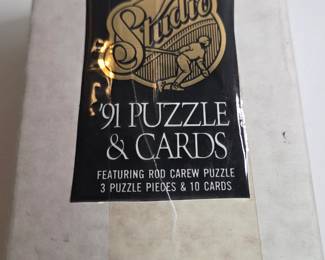 Studio
'91 PUZZLE
& CARDS
FEATURING ROD CAREW PUZZLE
3 PUZZLE PIECES & 10 CARDS